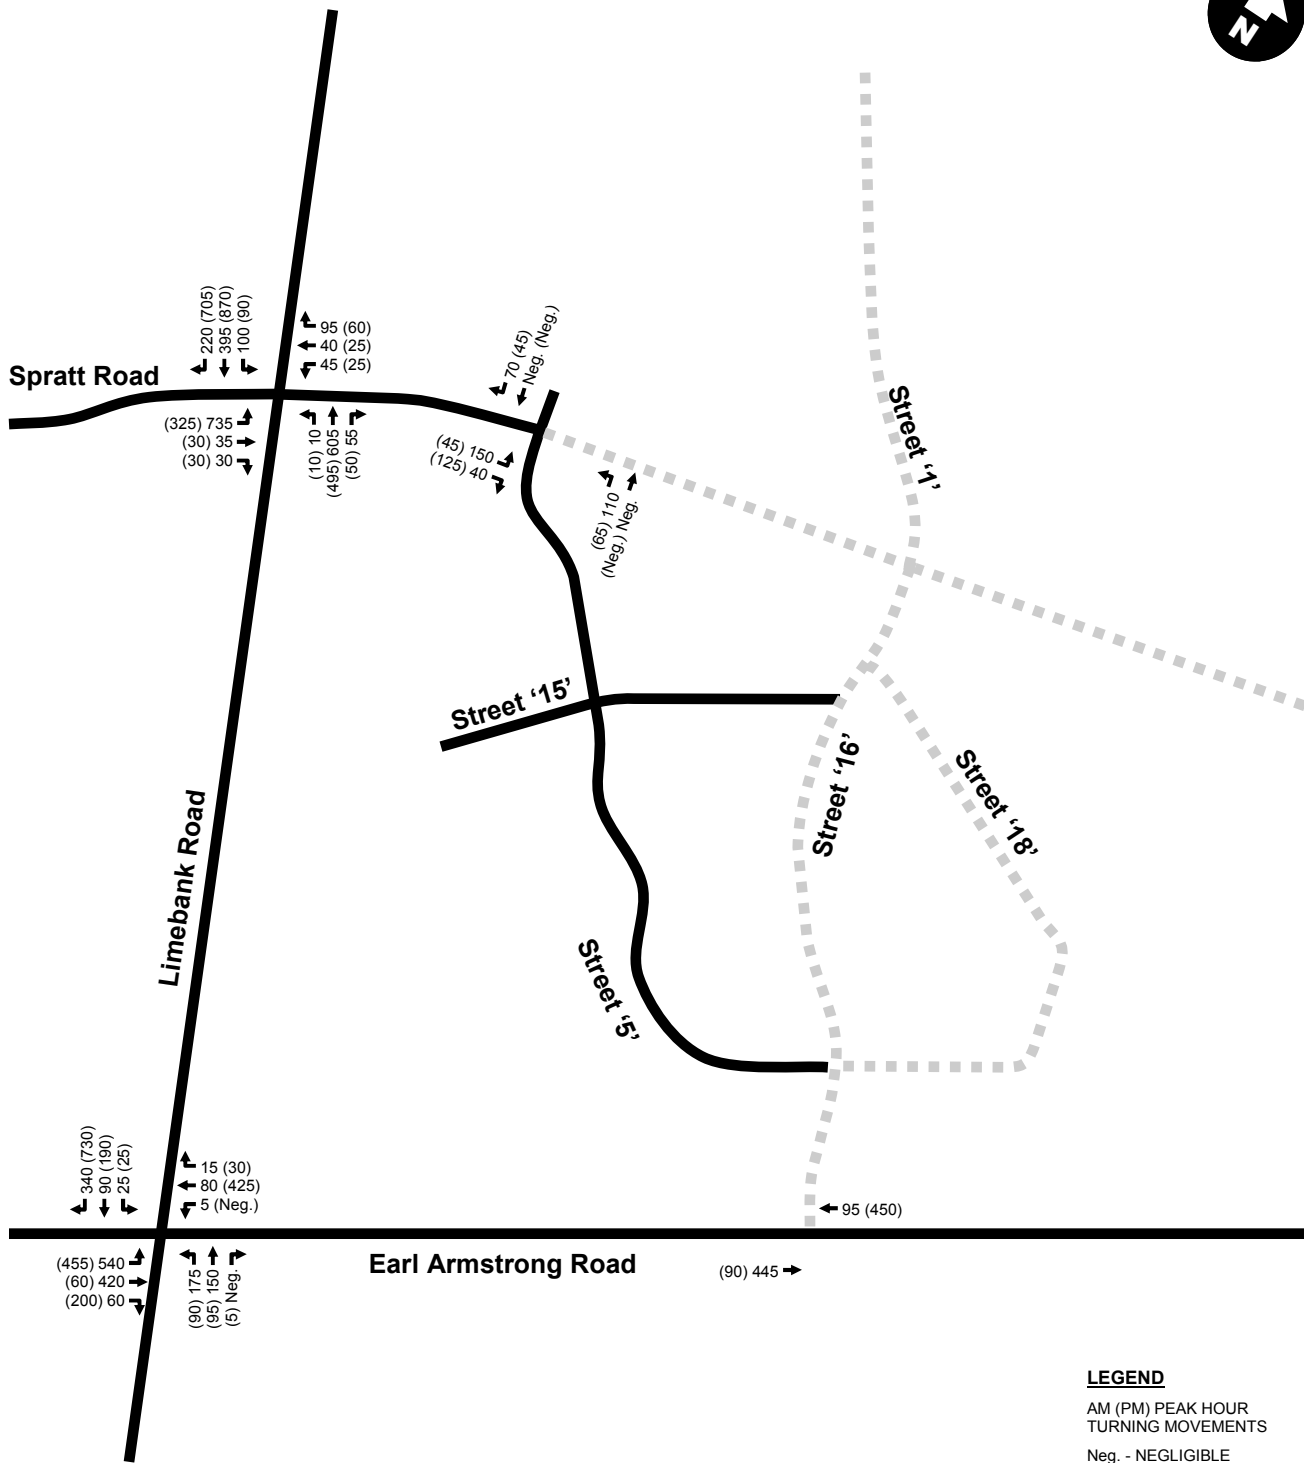 N
220 (705)
395 (870)
100 (90)
95 (60)
40 (25)
45 (25)
Spratt Road
(325) 735
(30) 35
(30) 30
(10) 10
(495) 605
(50) 55
70 (45)
Neg. (Neg.)
(45) 150
(125) 40
(65) 110
(Neg.) Neg.
Street ‘1’
Street ‘15’
Street ‘16’
Street ‘18’
Limebank Road
Street ‘5’
340 (730)
90 (190)
25 (25)
15 (30)
80 (425)
5 (Neg.)
95 (450)
(455) 540
(60) 420
(200) 60
(90) 175
(95) 150
(5) Neg.
Earl Armstrong Road
(90) 445
LEGEND
AM (PM) PEAK HOUR
TURNING MOVEMENTS
Neg. - NEGLIGIBLE